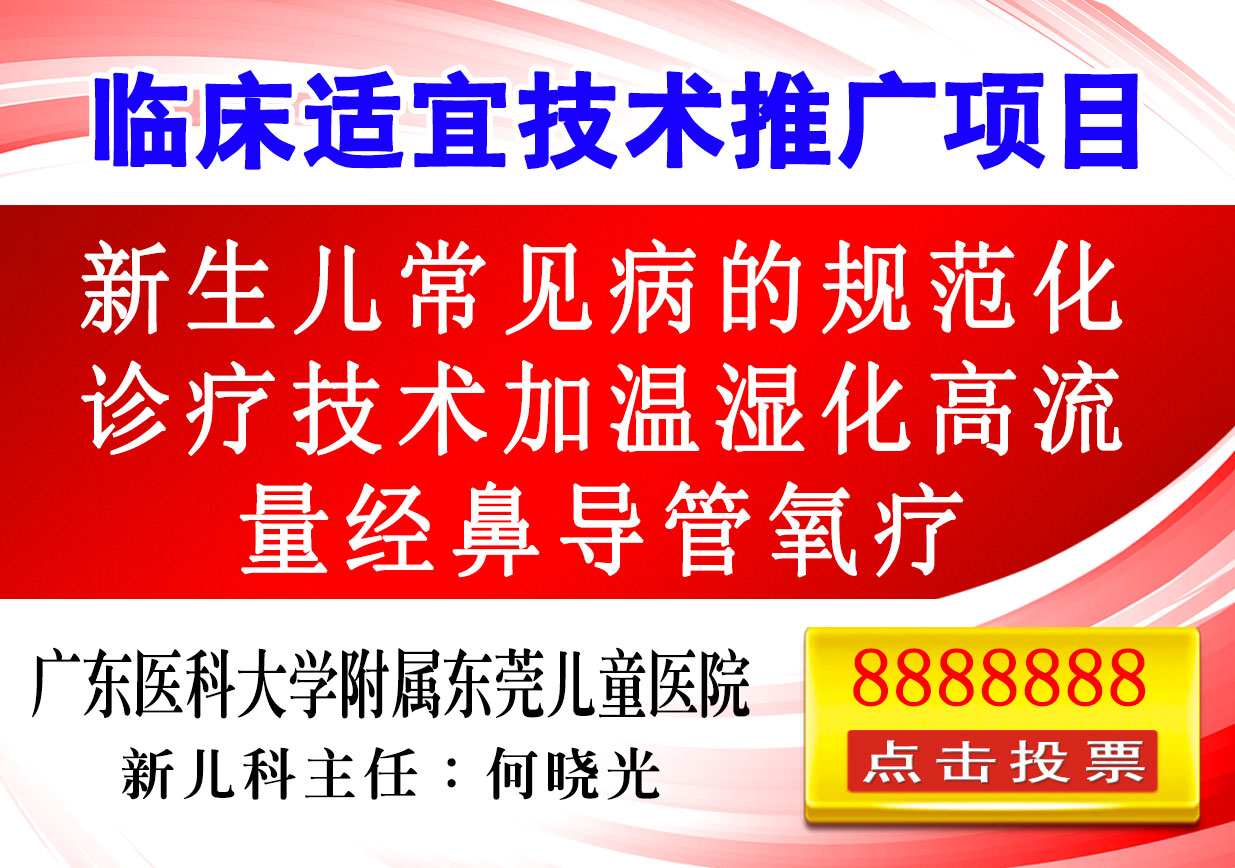 临床适宜技术推广项目
新生儿常见病的规范化
诊疗技术加温湿化高流
量经鼻导管氧疗
广东医科大学附属东莞儿童医院
新儿科主任：何晓光
8888888
点击投票